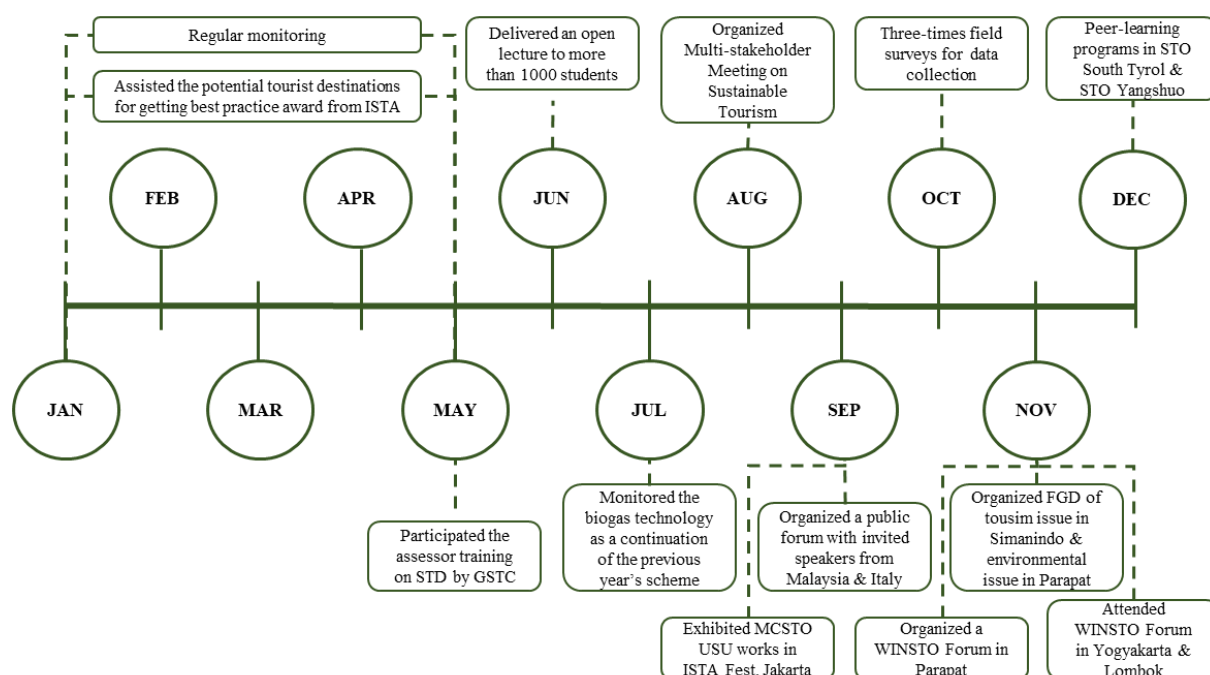 Regular monitoring
Assisted the potential tourist destinations
for getting best practice award from ISTA
Delivered an open
lecture to more
than 1000 students
Organized
Multi-stakeholder
Meeting on
Sustainable
Tourism
Three-times field
surveys for data
collection
Peer-learning
programs in STO
South Tyrol &
STO Yangshuo
FEB
APR
JUN
AUG
OCT
DEC
JAN
MAR
MAY
JUL
SEP
NOV
Participated the
assessor training
on STD by GSTC
Monitored the
biogas technology
as a continuation
of the previous
year's scheme
Organized a public
forum with invited
speakers from
Malaysia & Italy
Organized FGD of
tousim issue in
Simanindo &
environmental
issue in Parapat
Exhibited MCSTO
USU works in
ISTA Fest, Jakarta
Organized a
WINSTO Forum in
Parapat
Attended
WINSTO Forum
in Yogyakarta &
Lombok